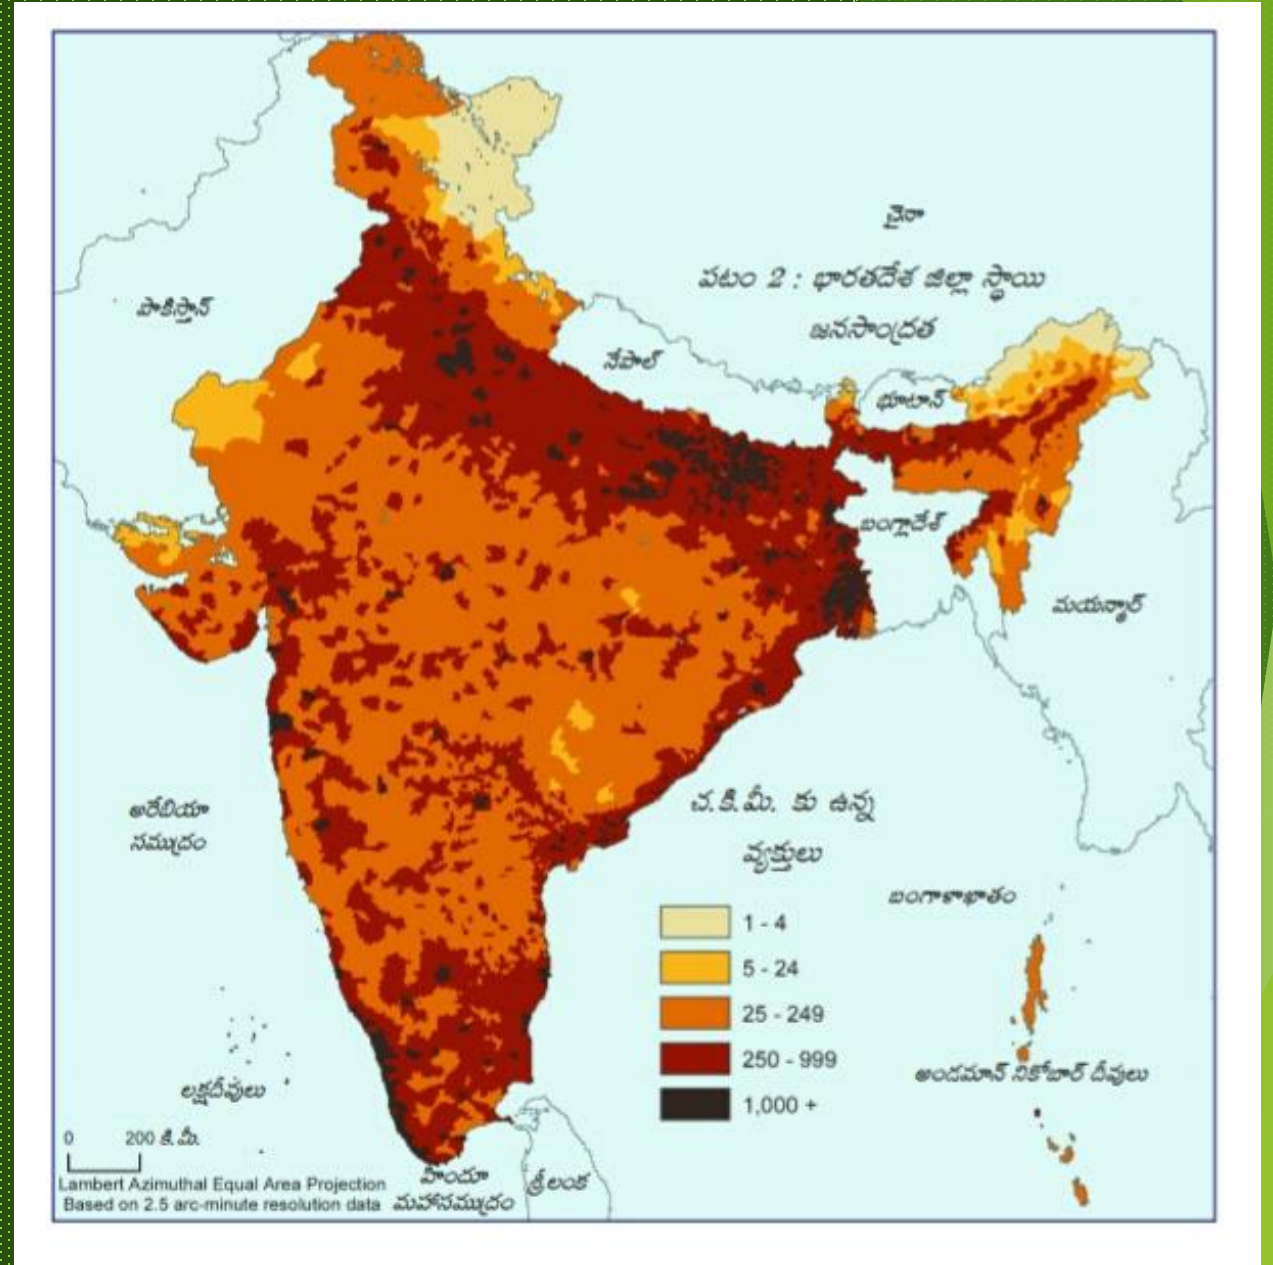 చైనా
పటం 2 : భారతదేశ జిల్లా స్థాయి
జనసాంద్రత
పాకిస్తాన్
నేపాల్
భూటాన్
బంగ్లాదేశ్
మయన్మార్
అరేబియా
సముద్రం
చ.కి.మీ. కు ఉన్న
వ్యక్తులు
బంగాళాఖాతం
1 - 4
5 - 24
25 - 249
250 - 999
1,000 +
అండమాన్ నికోబార్ దీవులు
లక్షదీవులు
0 200 కి.మీ.
Lambert Azimuthal Equal Area Projection
Based on 2.5 arc-minute resolution data
హిందూ
మహాసముద్రం
శ్రీలంక